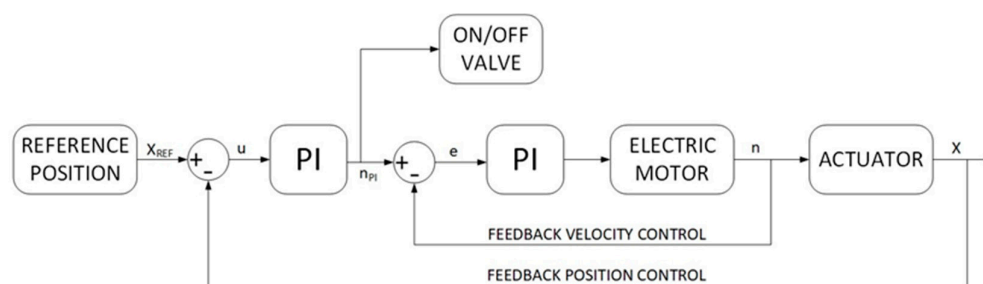 ON/OFF
VALVE
REFERENCE
POSITION
XREF
+
-
u
PI
nPI
+
-
e
PI
ELECTRIC
MOTOR
n
ACTUATOR
X
FEEDBACK VELOCITY CONTROL
FEEDBACK POSITION CONTROL